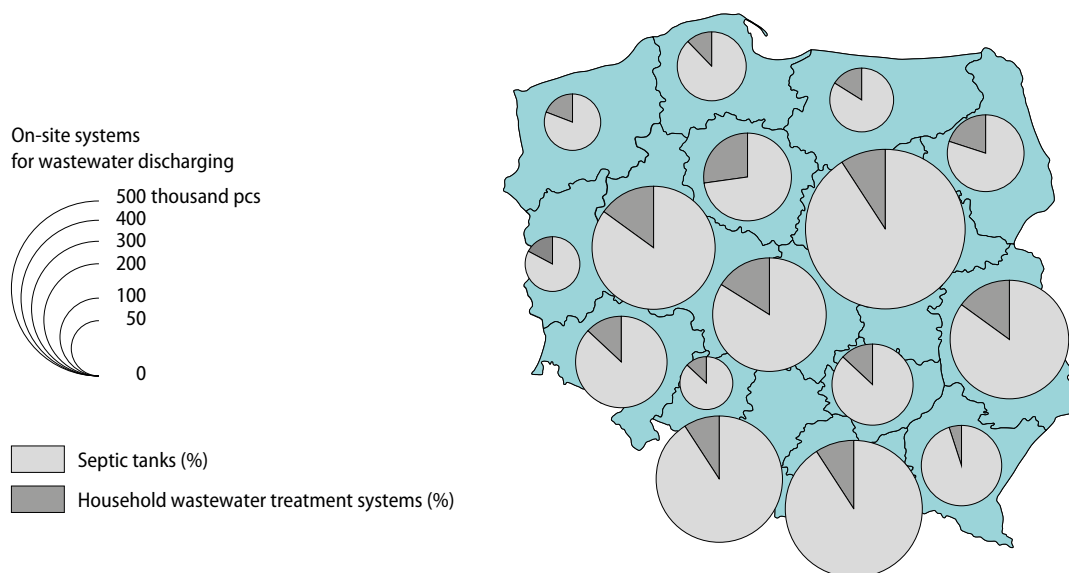 On-site systems
for wastewater discharging
500 thousand pcs
400
300
200
100
50
0
Septic tanks (%)
Household wastewater treatment systems (%)